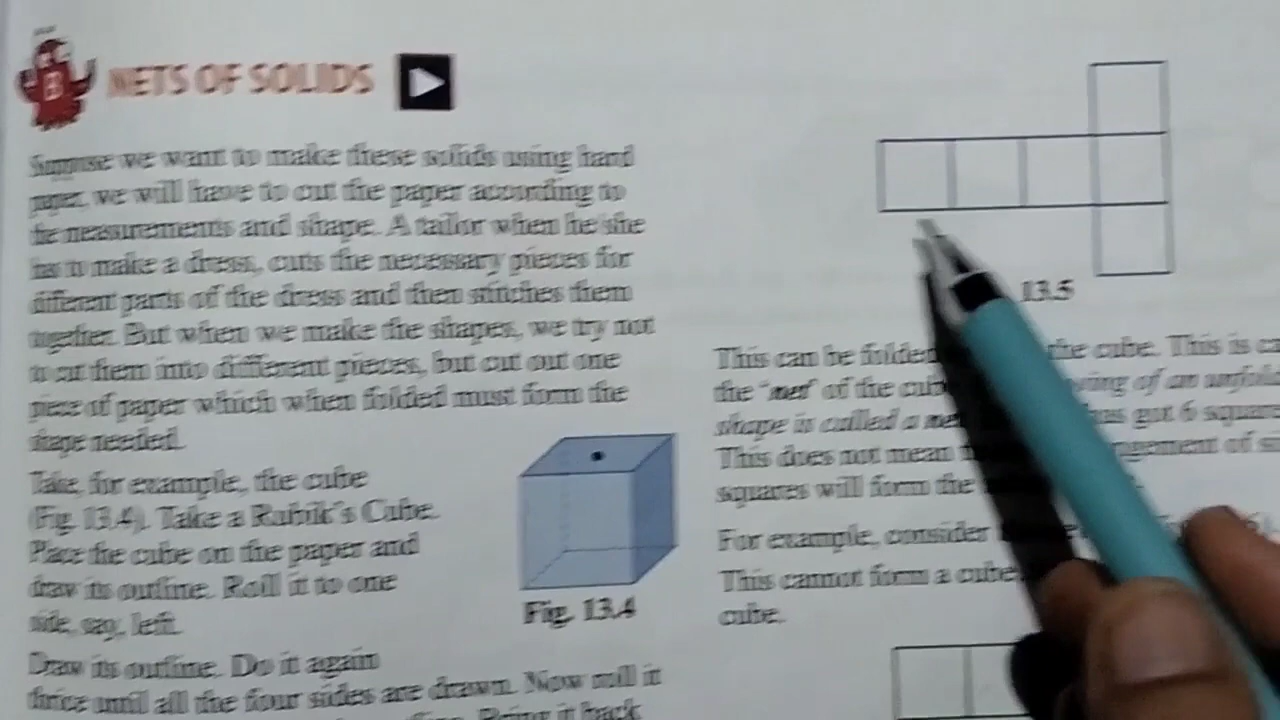 NETS OF SOLIDS
Suppose we want to make these solids using hard
paper, we will have to cut the paper according to
the measurements and shape. A tailor when he/she
has to make a dress, cuts the necessary pieces for
different parts of the dress and then stitches them
together. But when we make the shapes, we try not
to cut them into different pieces, but cut out one
piece of paper which when folded must form the
shape needed.
Take, for example, the cube
(Fig. 13.4). Take a Rubik's Cube.
Place the cube on the paper and
draw its outline. Roll it to one
side, say, left.
Draw its outline. Do it again
thrice until all the four sides are drawn. Now roll it
Bring it back
Fig. 13.4
13.5
This can be folded the cube. This is
the 'net' of the of an
shape is called a has got 6
This does not mean of
squares will form the
For example, consider
This cannot form a cube
cube.